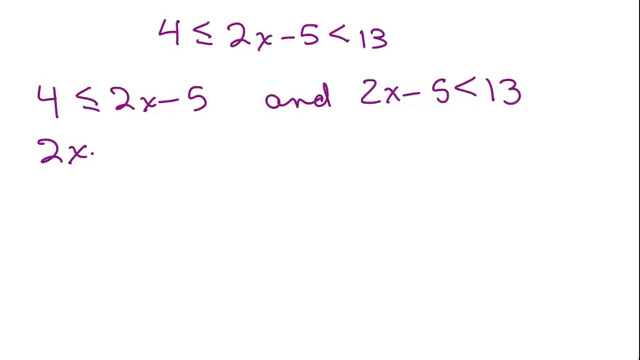 4 ≤ 2x - 5 < 13
4 ≤ 2x - 5 and 2x - 5 < 13
2x